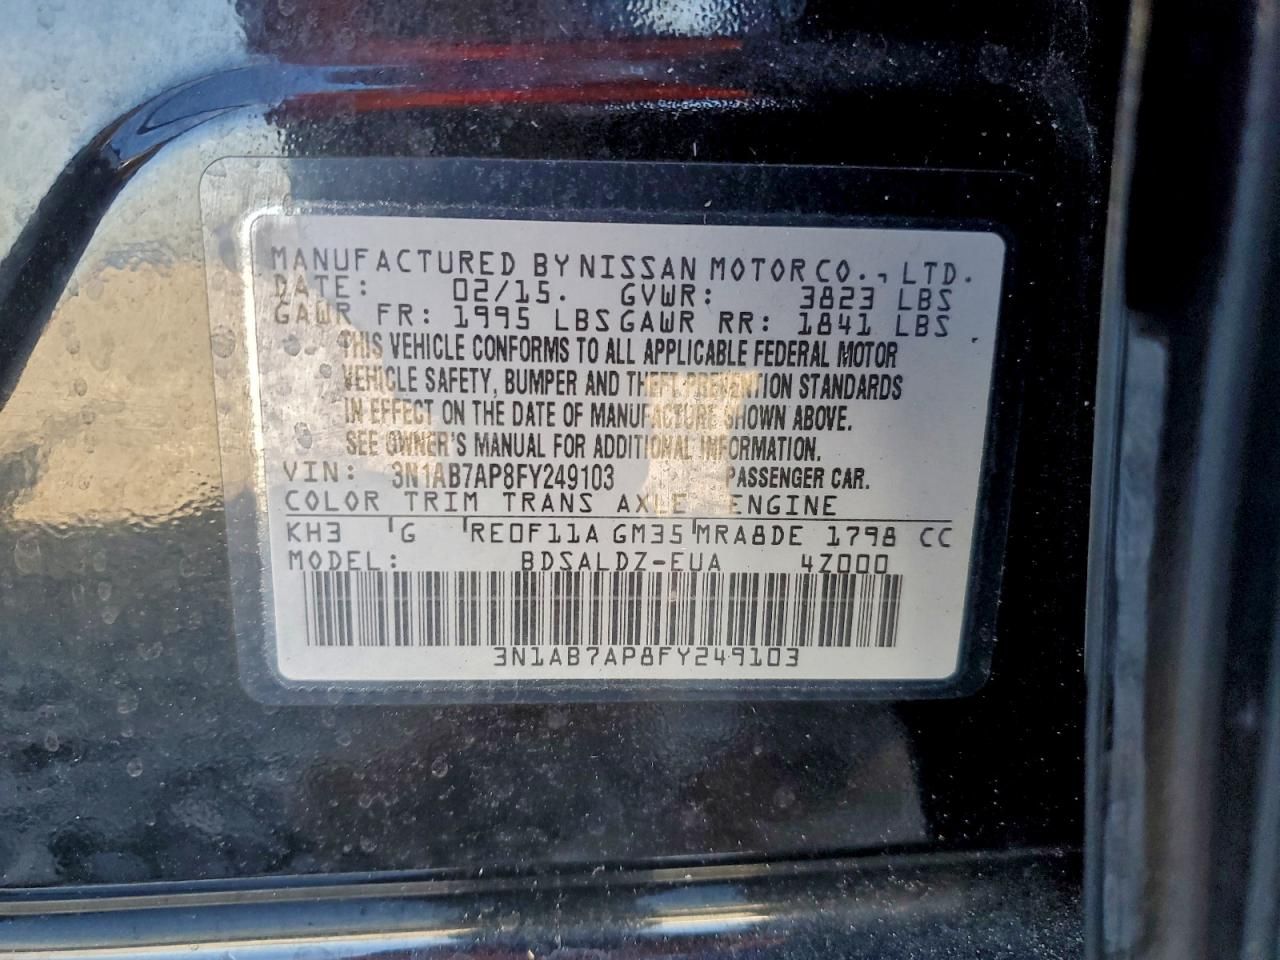 MANUFACTURED BY NISSAN MOTOR CO., LTD.
DATE: 02/15. GVWR: 3823 LBS
GAWR FR: 1995 LBS GAWR RR: 1841 LBS
THIS VEHICLE CONFORMS TO ALL APPLICABLE FEDERAL MOTOR
VEHICLE SAFETY, BUMPER AND THEFT PREVENTION STANDARDS
IN EFFECT ON THE DATE OF MANUFACTURE SHOWN ABOVE.
SEE OWNER'S MANUAL FOR ADDITIONAL INFORMATION.
VIN: 3N1AB7AP8FY249103 PASSENGER CAR.
COLOR TRIM TRANS AXLE ENGINE
KH3 G RE0F11A GM35 MRA8DE 1798 CC
MODEL: BDSALDZ-EUA 4Z000
3N1AB7AP8FY249103